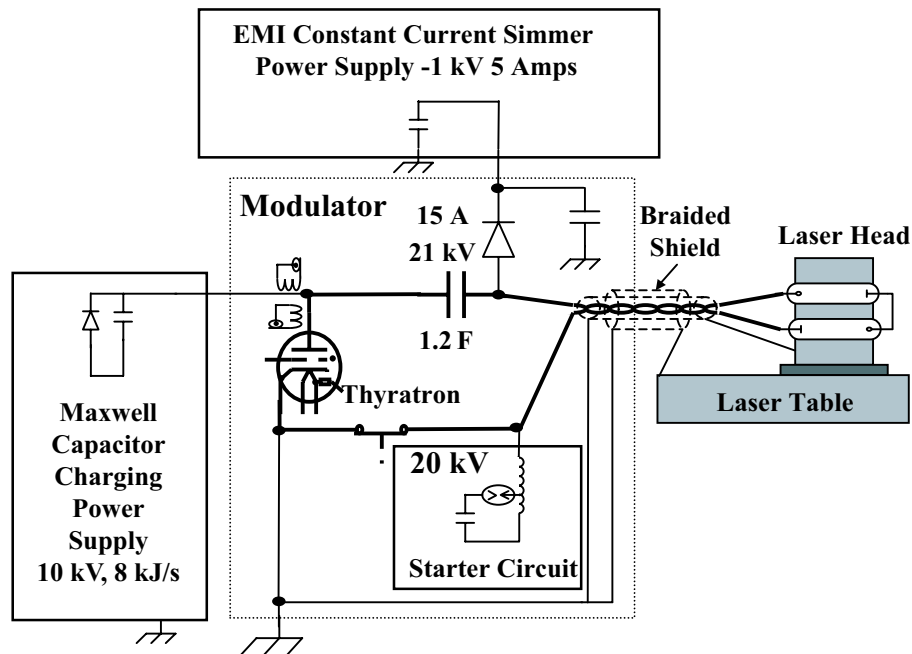 EMI Constant Current Simmer
Power Supply -1 kV 5 Amps
Modulator
15 A
21 kV
1.2 F
Braided
Shield
Laser Head
Thyratron
Laser Table
Maxwell
Capacitor
Charging
Power
Supply
10 kV, 8 kJ/s
20 kV
Starter Circuit